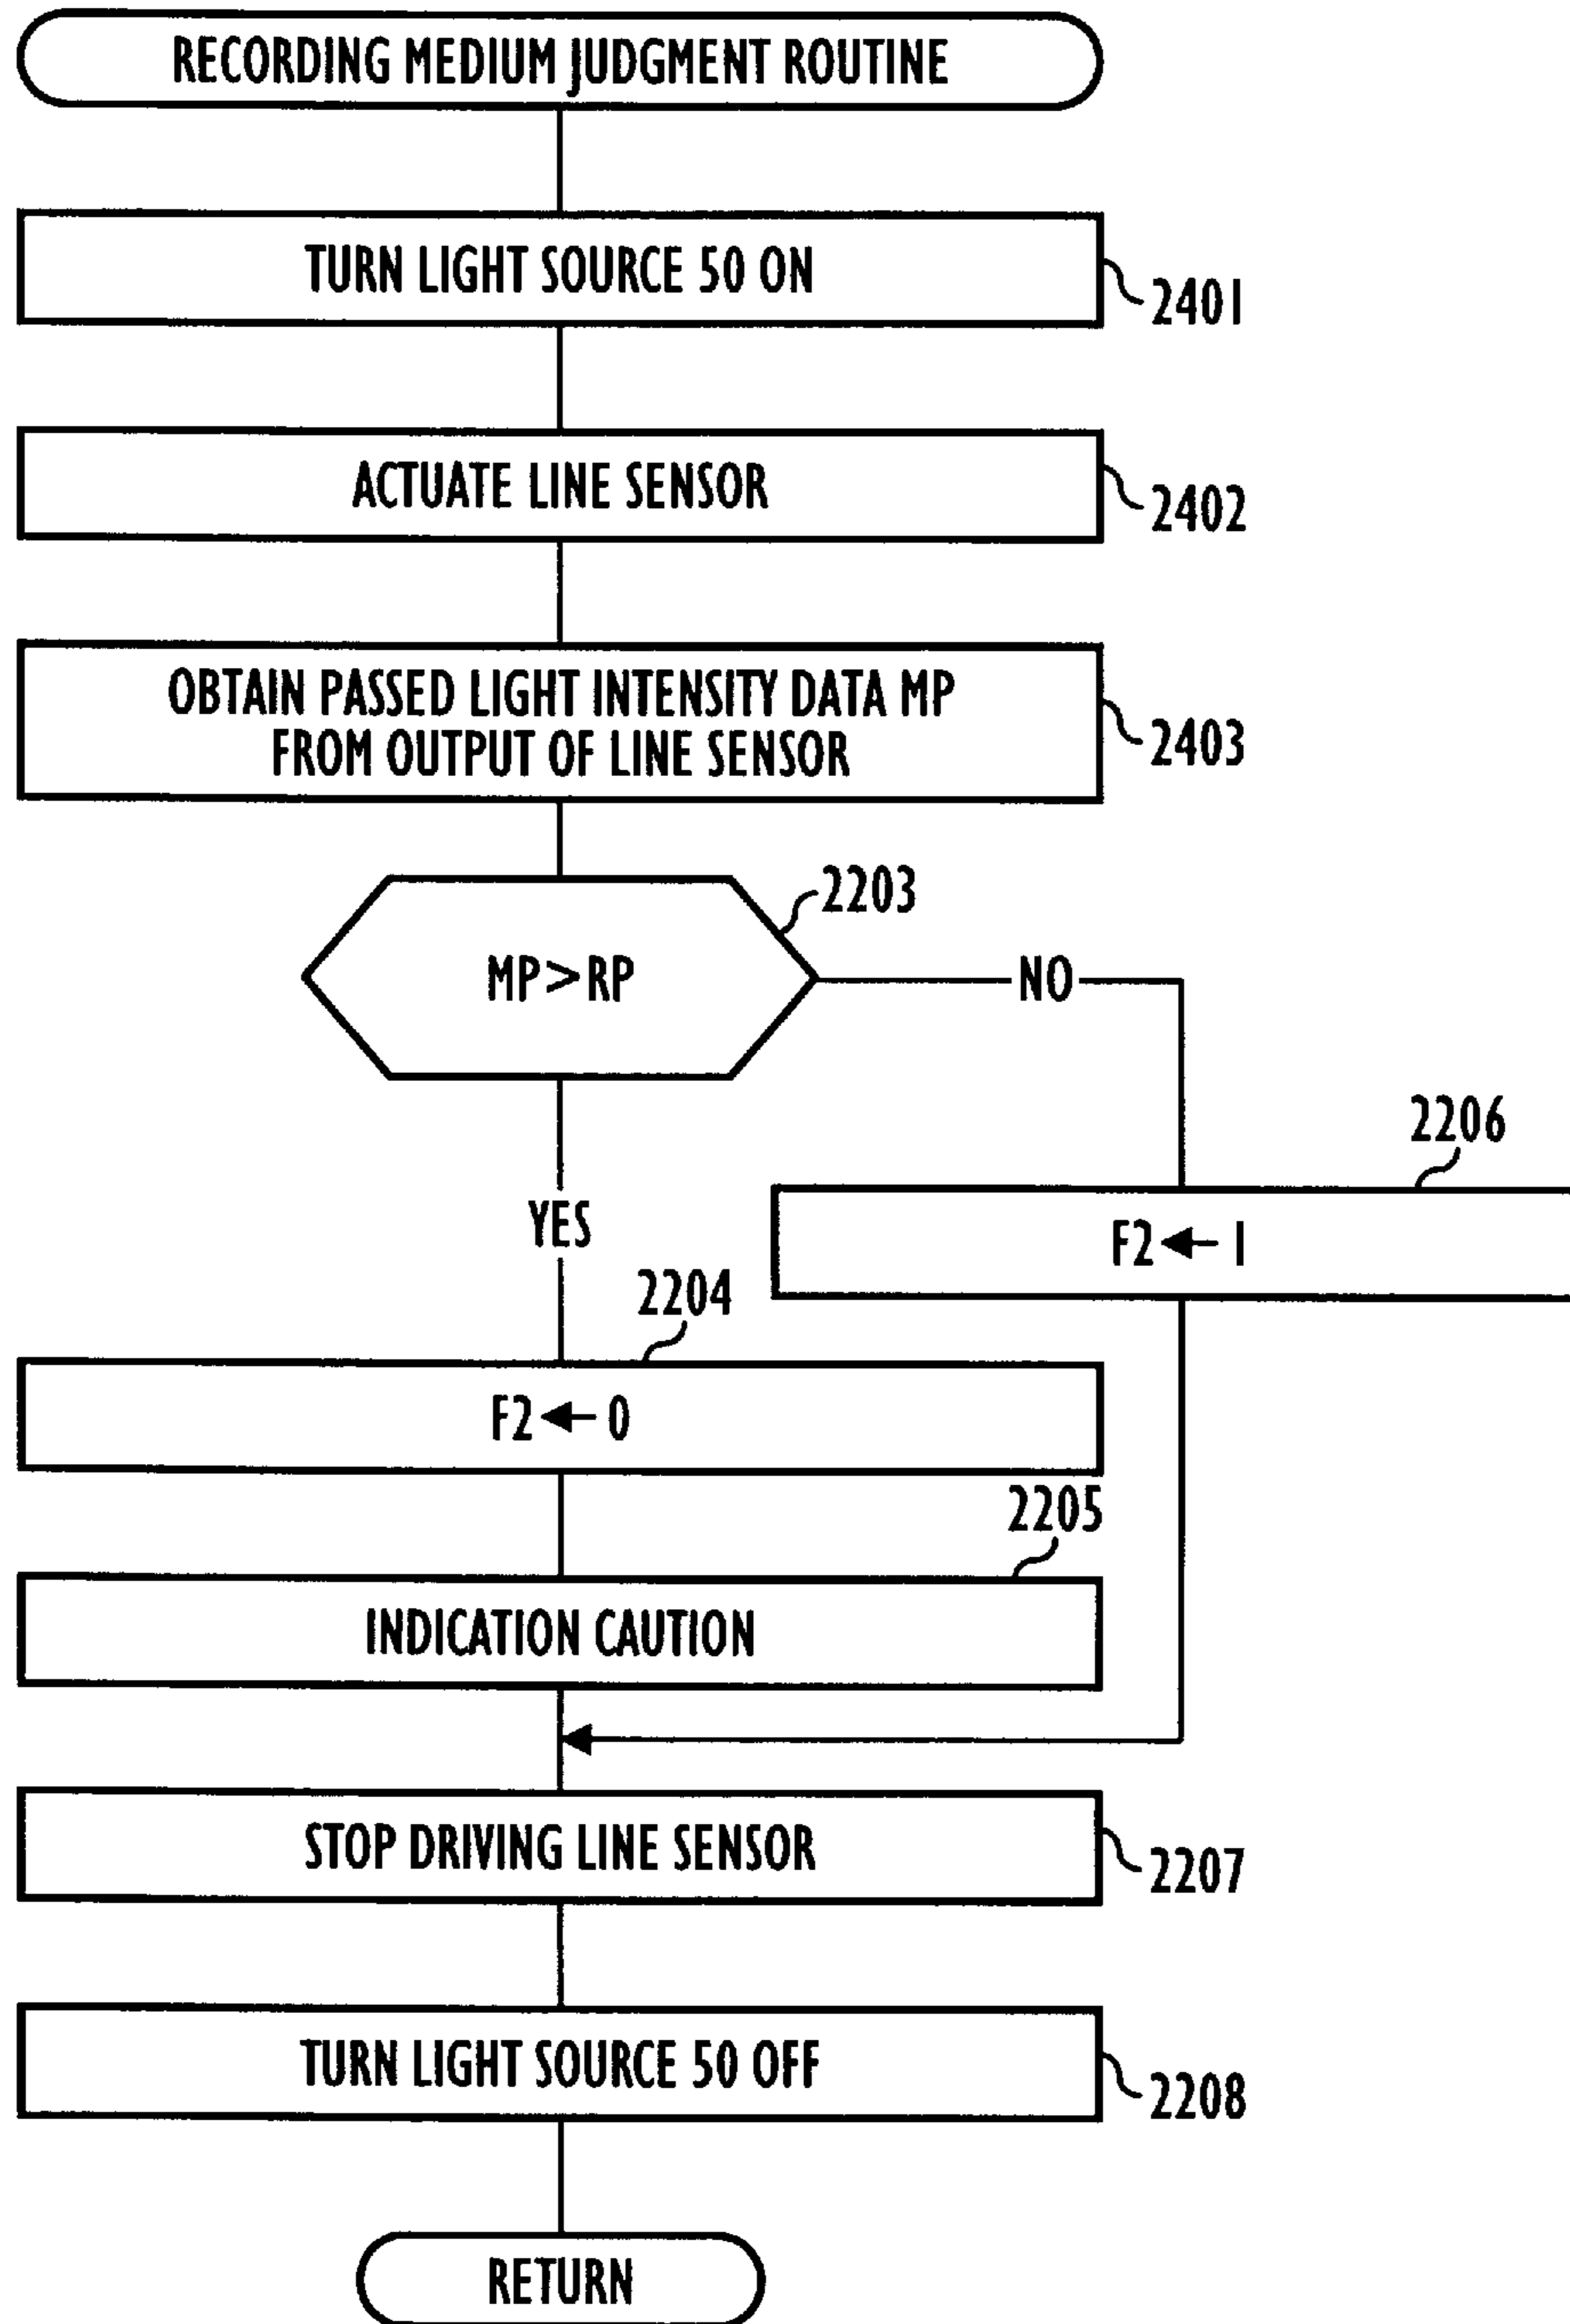 RECORDING MEDIUM JUDGMENT ROUTINE
TURN LIGHT SOURCE 50 ON
2401
ACTUATE LINE SENSOR
2402
OBTAIN PASSED LIGHT INTENSITY DATA MP
FROM OUTPUT OF LINE SENSOR
2403
2203
MP>RP
NO
YES
2206
F2 ← 1
2204
F2 ← 0
2205
INDICATION CAUTION
STOP DRIVING LINE SENSOR
2207
TURN LIGHT SOURCE 50 OFF
2208
RETURN